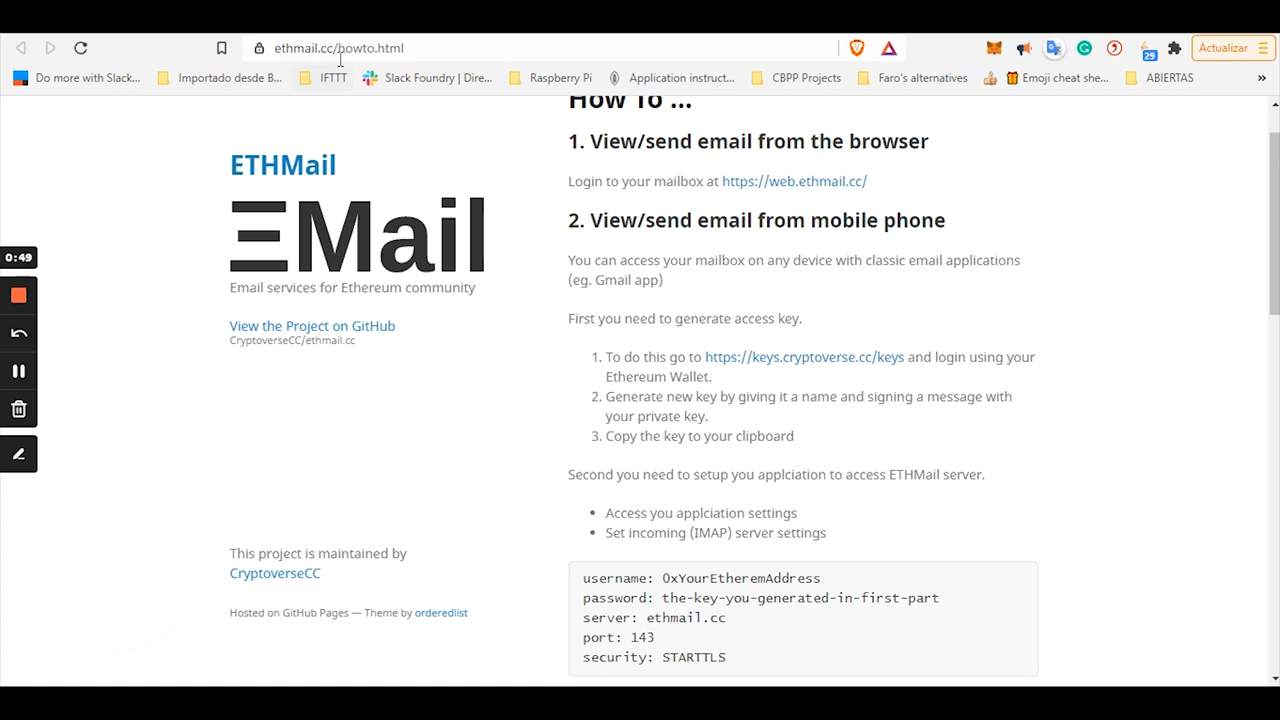 ethmail.cc/howto.html
29
Actualizar
Do more with Slack...
Importado desde B...
IFTTT
Slack Foundry | Dire...
Raspberry Pi
Application instruct...
CBPP Projects
Faro's alternatives
Emoji cheat she...
ABIERTAS
»
How To ...
1. View/send email from the browser
ETHMail
ΞMail
Email services for Ethereum community
View the Project on GitHub
CryptoverseCC/ethmail.cc
This project is maintained by
CryptoverseCC
Hosted on GitHub Pages — Theme by orderedlist
0:49
Login to your mailbox at https://web.ethmail.cc/
2. View/send email from mobile phone
You can access your mailbox on any device with classic email applications
(eg. Gmail app)
First you need to generate access key.
1. To do this go to https://keys.cryptoverse.cc/keys and login using your
Ethereum Wallet.
2. Generate new key by giving it a name and signing a message with
your private key.
3. Copy the key to your clipboard
Second you need to setup you applciation to access ETHMail server.
• Access you applciation settings
• Set incoming (IMAP) server settings
username: 0xYourEtheremAddress
password: the-key-you-generated-in-first-part
server: ethmail.cc
port: 143
security: STARTTLS